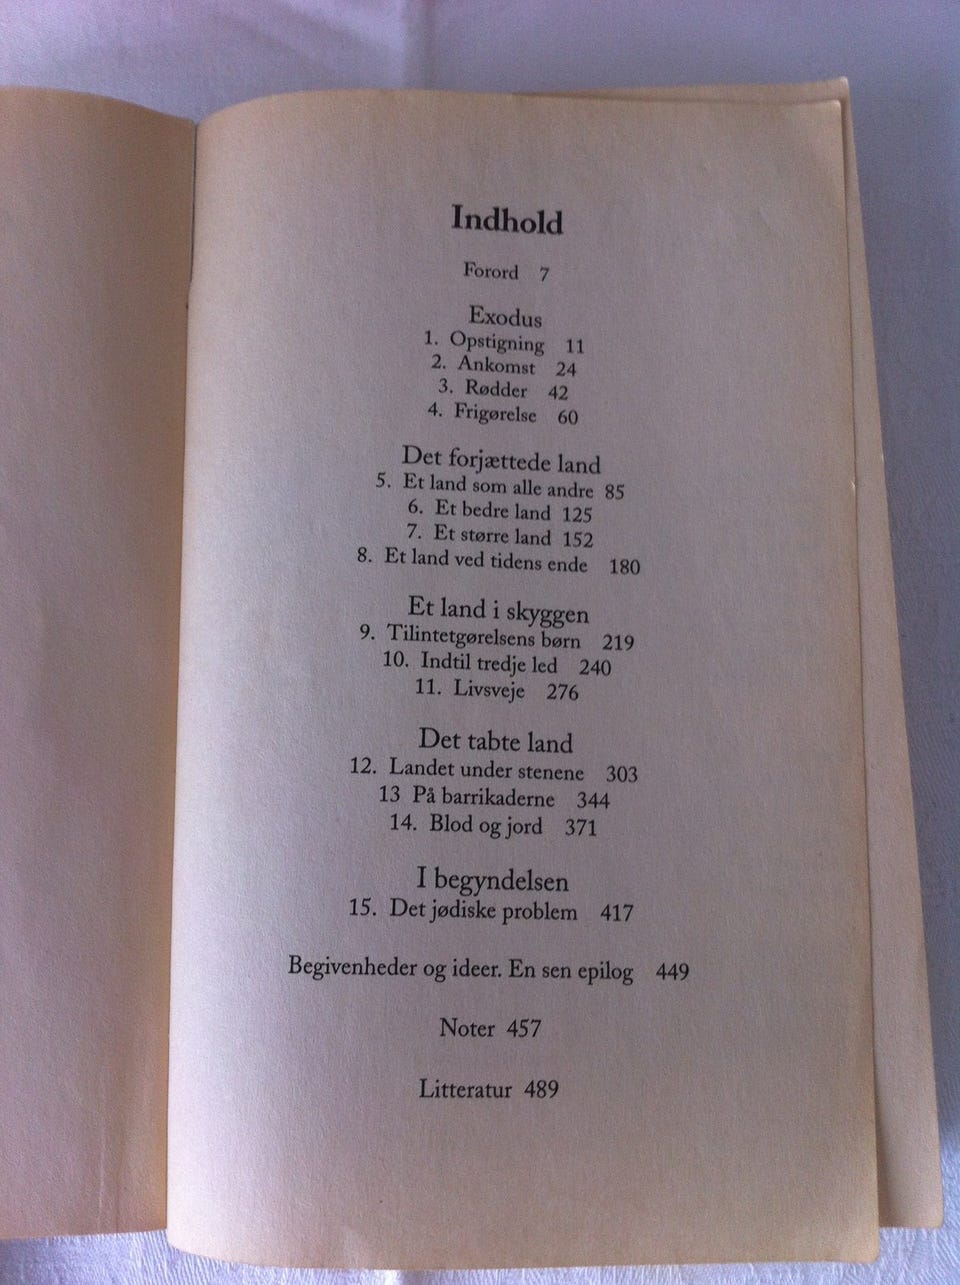 Indhold
Forord 7
Exodus
1. Opstigning 11
2. Ankomst 24
3. Rødder 42
4. Frigørelse 60
Det forjættede land
5. Et land som alle andre 85
6. Et bedre land 125
7. Et større land 152
8. Et land ved tidens ende 180
Et land i skyggen
9. Tilintetgørelsens børn 219
10. Indtil tredje led 240
11. Livsveje 276
Det tabte land
12. Landet under stenene 303
13 På barrikaderne 344
14. Blod og jord 371
I begyndelsen
15. Det jødiske problem 417
Begivenheder og ideer. En sen epilog 449
Noter 457
Litteratur 489